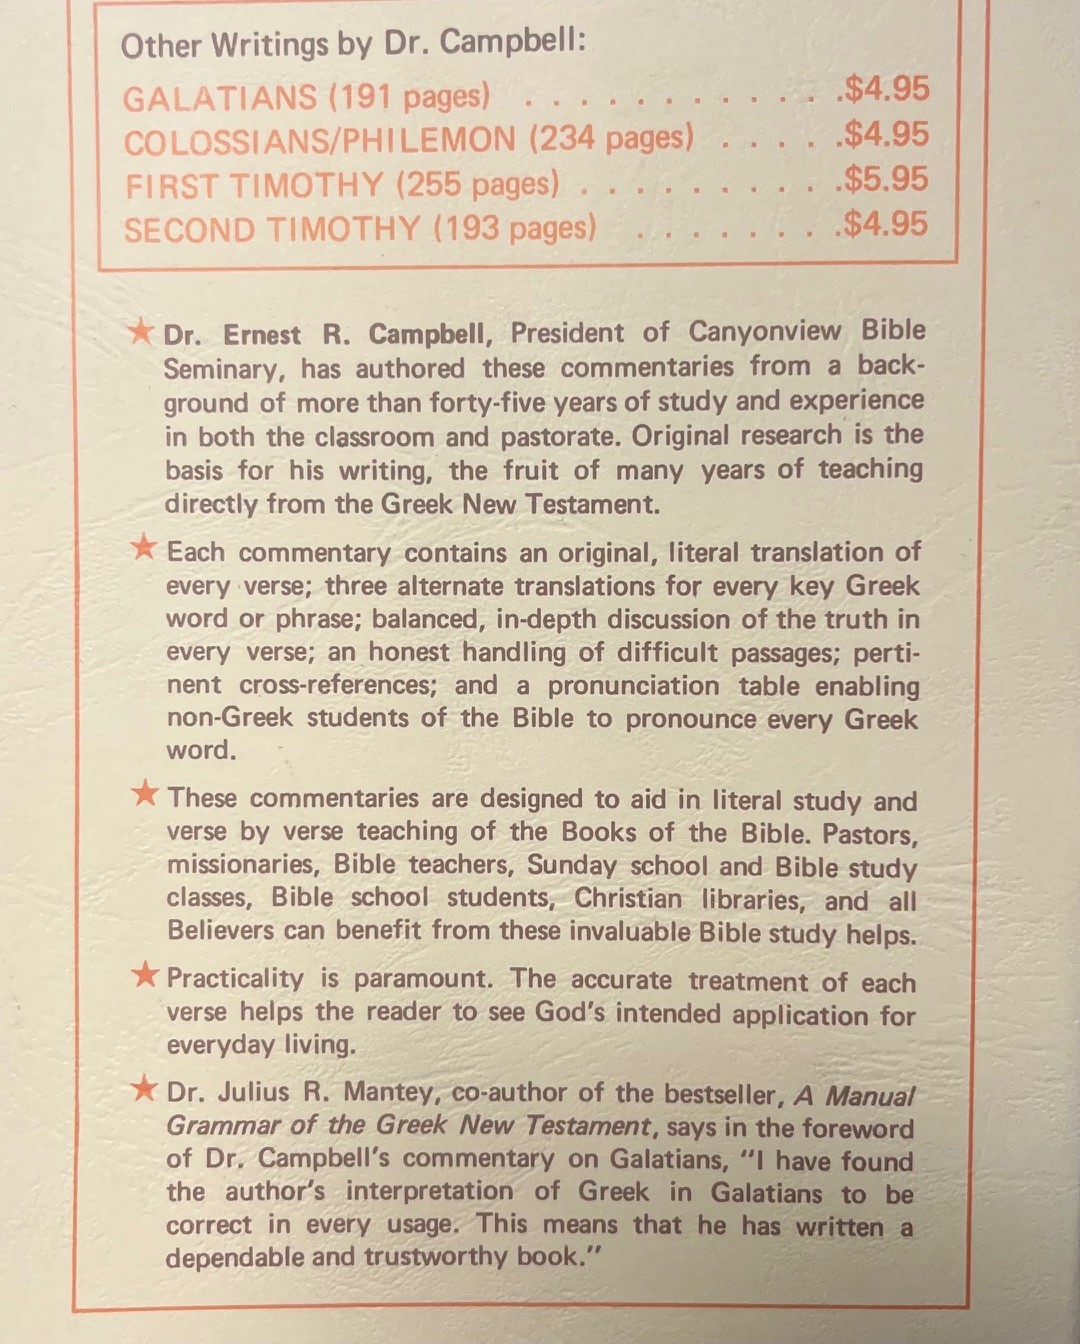 Other Writings by Dr. Campbell:
GALATIANS (191 pages) . . . . . . . . . . . .$4.95
COLOSSIANS/PHILEMON (234 pages) . . . . .$4.95
FIRST TIMOTHY (255 pages) . . . . . . . . . .$5.95
SECOND TIMOTHY (193 pages) . . . . . . . .$4.95
★ Dr. Ernest R. Campbell, President of Canyonview Bible
Seminary, has authored these commentaries from a back-
ground of more than forty-five years of study and experience
in both the classroom and pastorate. Original research is the
basis for his writing, the fruit of many years of teaching
directly from the Greek New Testament.
★ Each commentary contains an original, literal translation of
every verse; three alternate translations for every key Greek
word or phrase; balanced, in-depth discussion of the truth in
every verse; an honest handling of difficult passages; perti-
nent cross-references; and a pronunciation table enabling
non-Greek students of the Bible to pronounce every Greek
word.
★ These commentaries are designed to aid in literal study and
verse by verse teaching of the Books of the Bible. Pastors,
missionaries, Bible teachers, Sunday school and Bible study
classes, Bible school students, Christian libraries, and all
Believers can benefit from these invaluable Bible study helps.
★ Practicality is paramount. The accurate treatment of each
verse helps the reader to see God's intended application for
everyday living.
★ Dr. Julius R. Mantey, co-author of the bestseller, A Manual
Grammar of the Greek New Testament, says in the foreword
of Dr. Campbell's commentary on Galatians, "I have found
the author's interpretation of Greek in Galatians to be
correct in every usage. This means that he has written a
dependable and trustworthy book."